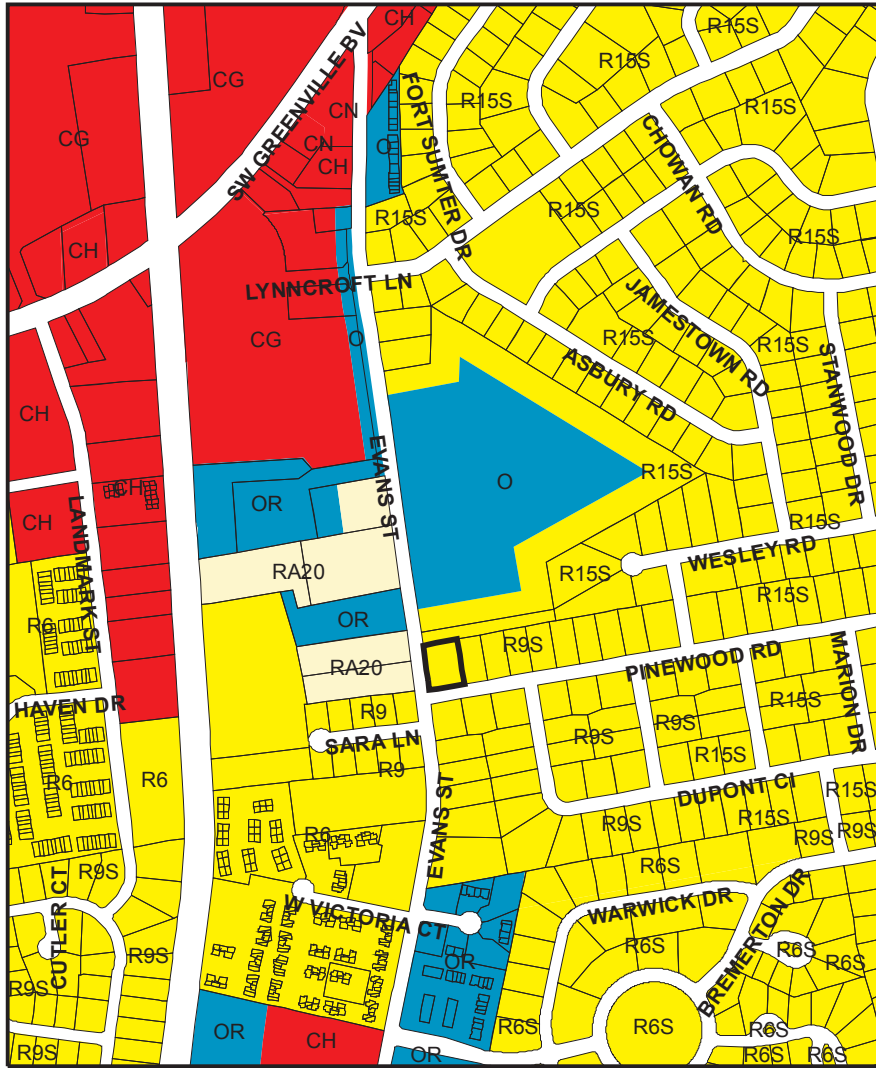 CH
R15S
R15S
CG
SW GREENVILLE BV
FORT SUMTER DR
R15S
R15S
CN
CG
CN
O
CH
CHOWAN RD
R15S
R15S
CH
R15S
LYNNCROFT LN
JAMESTOWN RD
CG
O
R15S
R15S
ASBURY RD
STANWOOD DR
CH
EVANS ST
R15S
O
CH
CH
OR
LANDMARK ST
R15S
WESLEY RD
RA20
R15S
R15S
R6
OR
R9S
RA20
PINEWOOD RD
MARION DR
HAVEN DR
R9
R15S
R9S
R9S
SARA LN
R9
R15S
R6
R6
DUPONT CI
R15S
EVANS ST
R15S
R6
R9S
R9S
R9S
R9S
R6S
CUTLER CT
W VICTORIA CT
WARWICK DR
BREMERTON DR
R9S
R6S
R6S
R6S
OR
R9S
R6S
R6S
R6S
OR
CH
R9S
OR
R6S
R6S